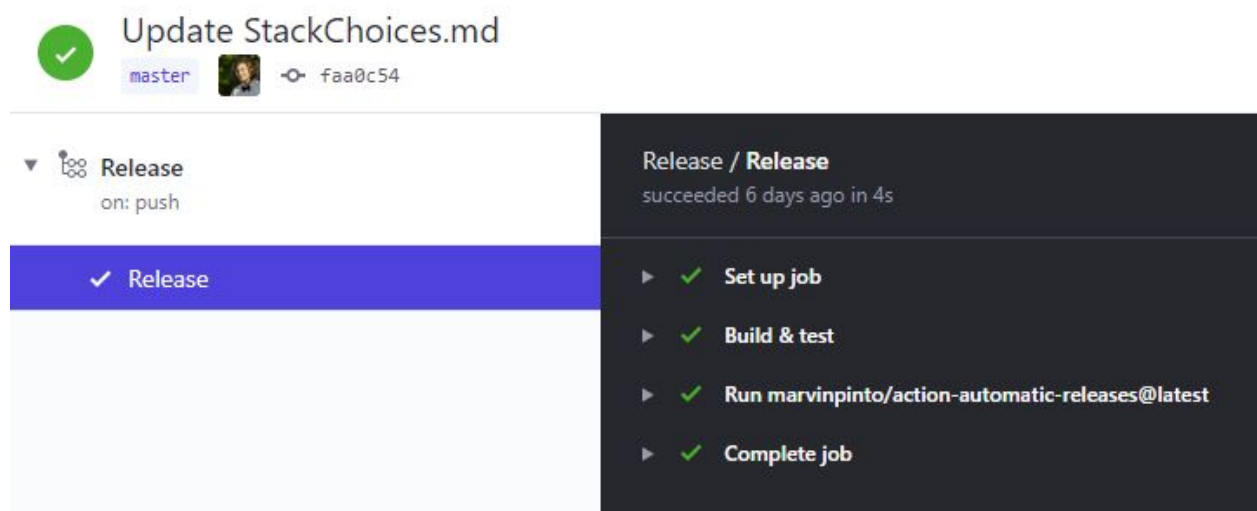 Update StackChoices.md
master faa0c54
Release
on: push
Release
Release / Release
succeeded 6 days ago in 4s
Set up job
Build & test
Run marvinpinto/action-automatic-releases@latest
Complete job